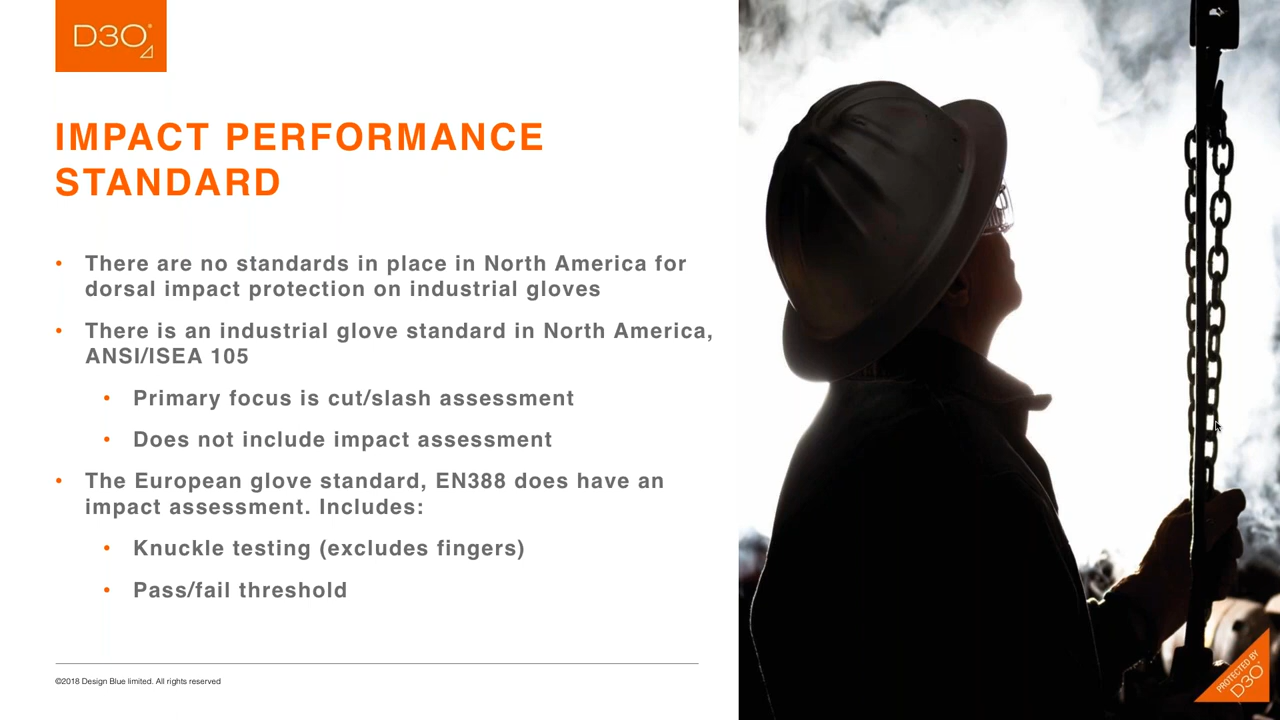 D3O®
IMPACT PERFORMANCE
STANDARD
• There are no standards in place in North America for
dorsal impact protection on industrial gloves
• There is an industrial glove standard in North America,
ANSI/ISEA 105
• Primary focus is cut/slash assessment
• Does not include impact assessment
• The European glove standard, EN388 does have an
impact assessment. Includes:
• Knuckle testing (excludes fingers)
• Pass/fail threshold
©2018 Design Blue limited. All rights reserved
PROTECTED BY
D3O®